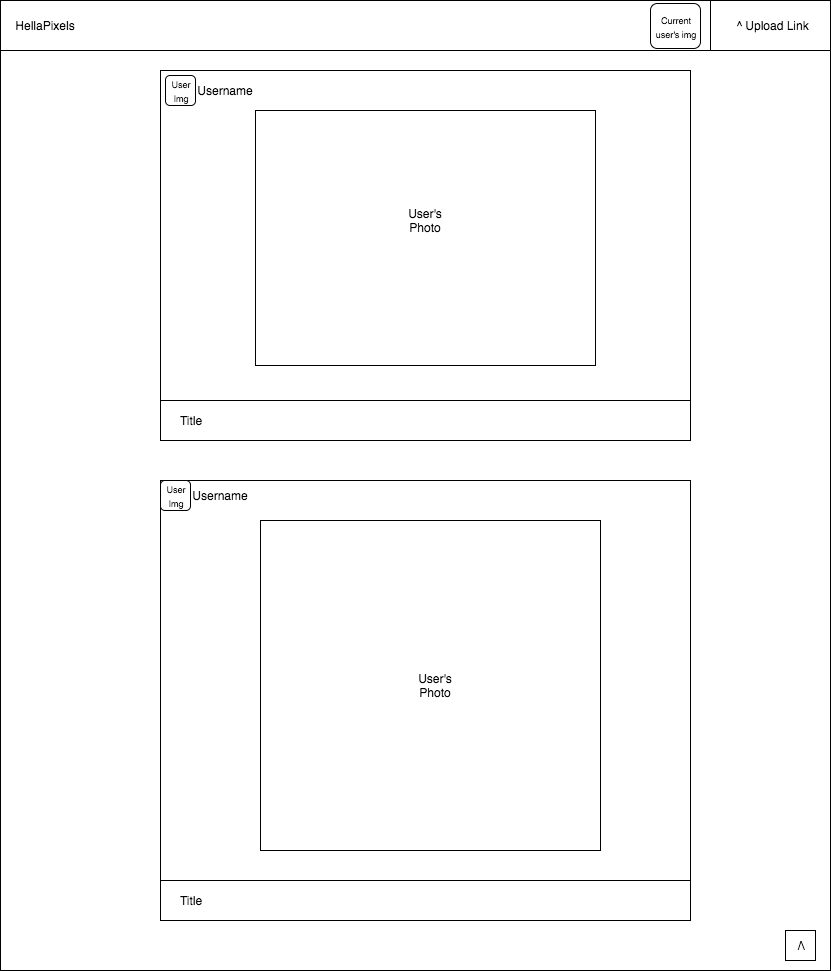 HellaPixels
Current
user's img
^ Upload Link
User
Img
Username
User's
Photo
Title
User
Img
Username
User's
Photo
Title
^